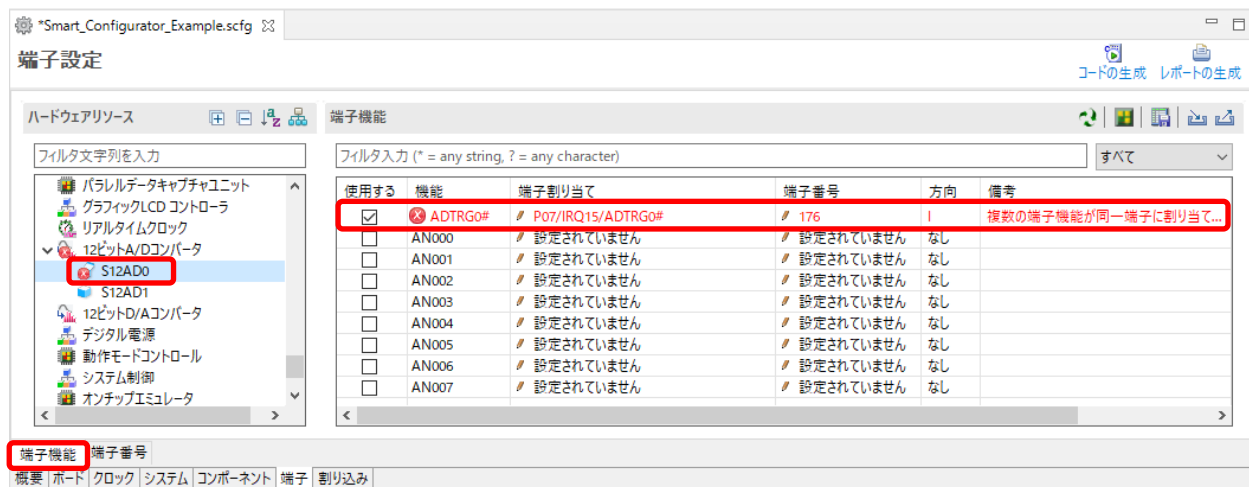 *Smart_Configurator_Example.scfg
端子設定
コードの生成 レポートの生成
ハードウェアリソース
端子機能
フィルタ文字列を入力
フィルタ入力 (* = any string, ? = any character)
すべて
パラレルデータキャプチャユニット
グラフィックLCD コントローラ
リアルタイムクロック
12ビットA/Dコンバータ
S12AD0
S12AD1
12ビットD/Aコンバータ
デジタル電源
動作モードコントロール
システム制御
オンチップエミュレータ
使用する 機能 端子割り当て 端子番号 方向 備考
ADTRG0# P07/IRQ15/ADTRG0# 176 I 複数の端子機能が同一端子に割り当て...
AN000 設定されていません 設定されていません なし
AN001 設定されていません 設定されていません なし
AN002 設定されていません 設定されていません なし
AN003 設定されていません 設定されていません なし
AN004 設定されていません 設定されていません なし
AN005 設定されていません 設定されていません なし
AN006 設定されていません 設定されていません なし
AN007 設定されていません 設定されていません なし
端子機能 端子番号
概要 ボード クロック システム コンポーネント 端子 割り込み